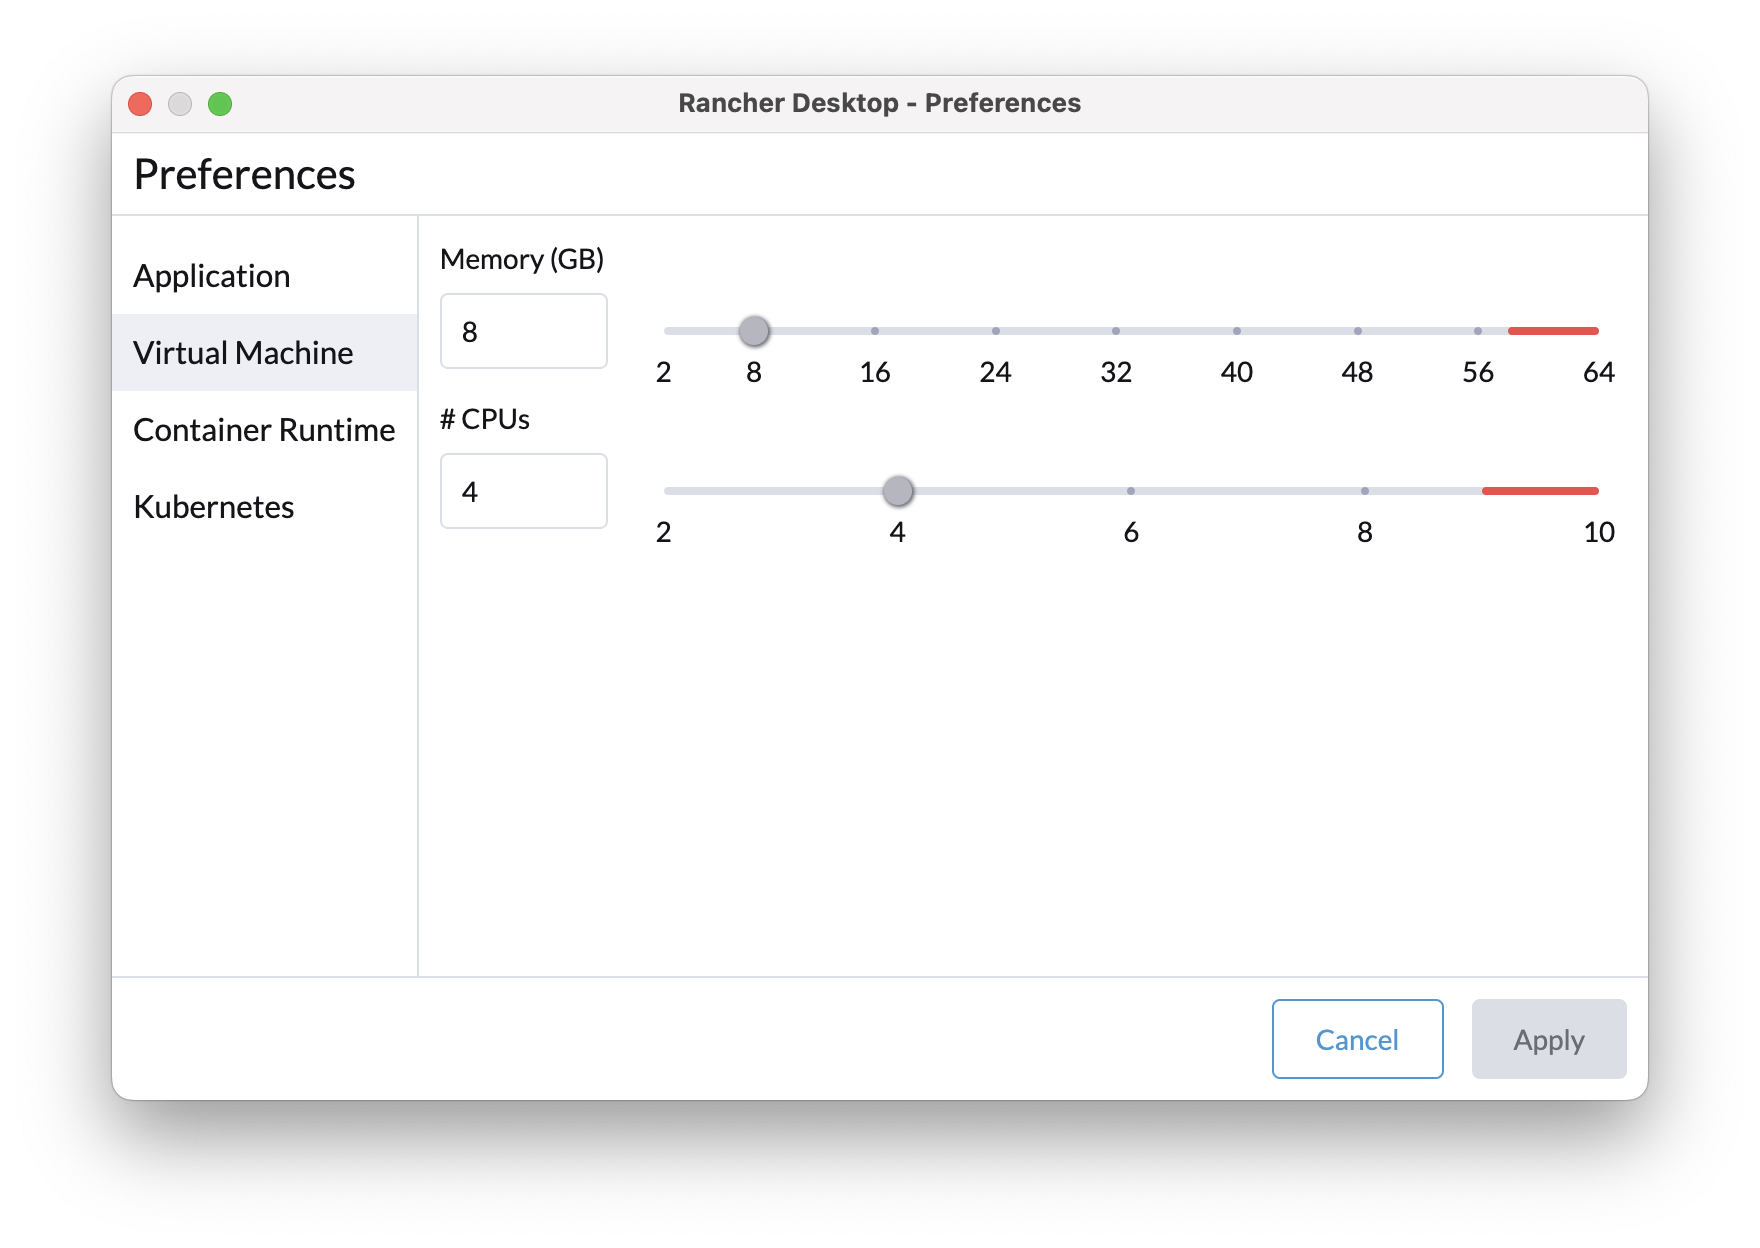 Rancher Desktop - Preferences
Preferences
Application
Virtual Machine
Container Runtime
Kubernetes
Memory (GB)
8
2 8 16 24 32 40 48 56 64
# CPUs
4
2 4 6 8 10
Cancel Apply